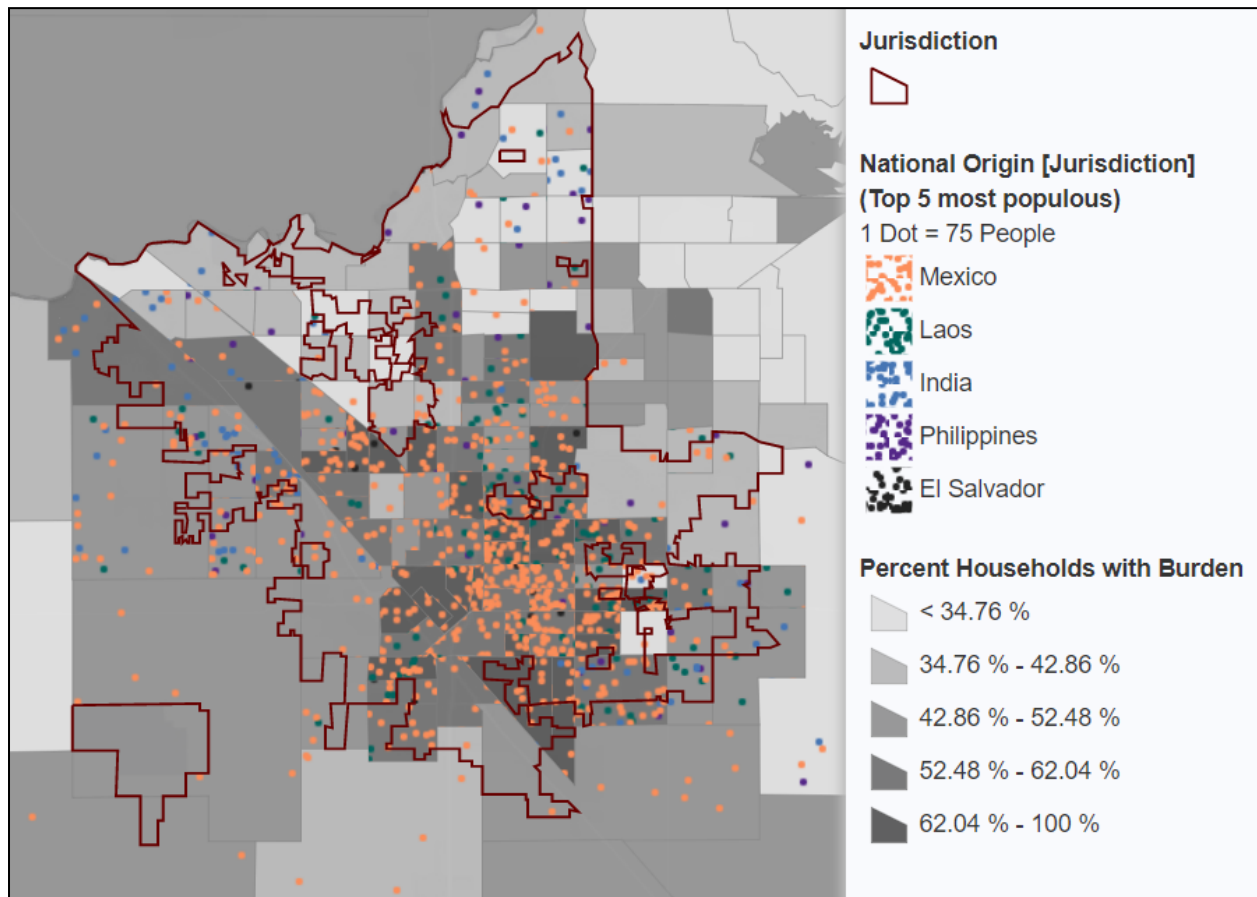 Jurisdiction
National Origin [Jurisdiction]
(Top 5 most populous)
1 Dot = 75 People
Mexico
Laos
India
Philippines
El Salvador
Percent Households with Burden
< 34.76 %
34.76 % - 42.86 %
42.86 % - 52.48 %
52.48 % - 62.04 %
62.04 % - 100 %